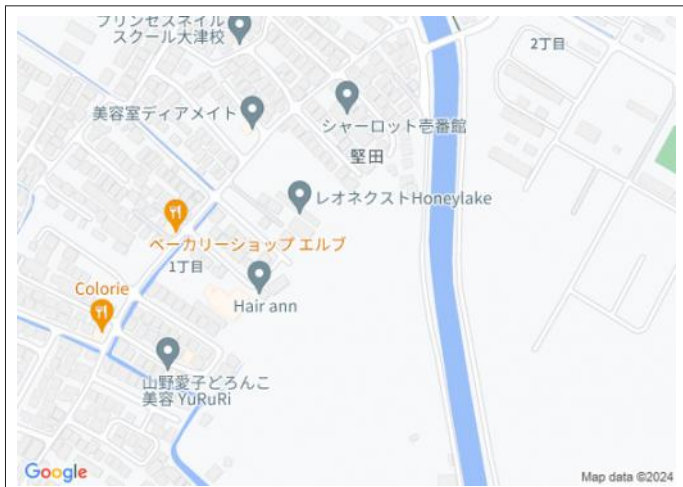 プリンセスネイル
スクール大津校
2丁目
美容室ディアメイト
シャーロット壱番館
堅田
レオネクストHoneylake
ベーカリーショップ エルブ
1丁目
Colorie
Hair ann
山野愛子どろんこ
美容 YuRuRi
Google
Map data ©2024